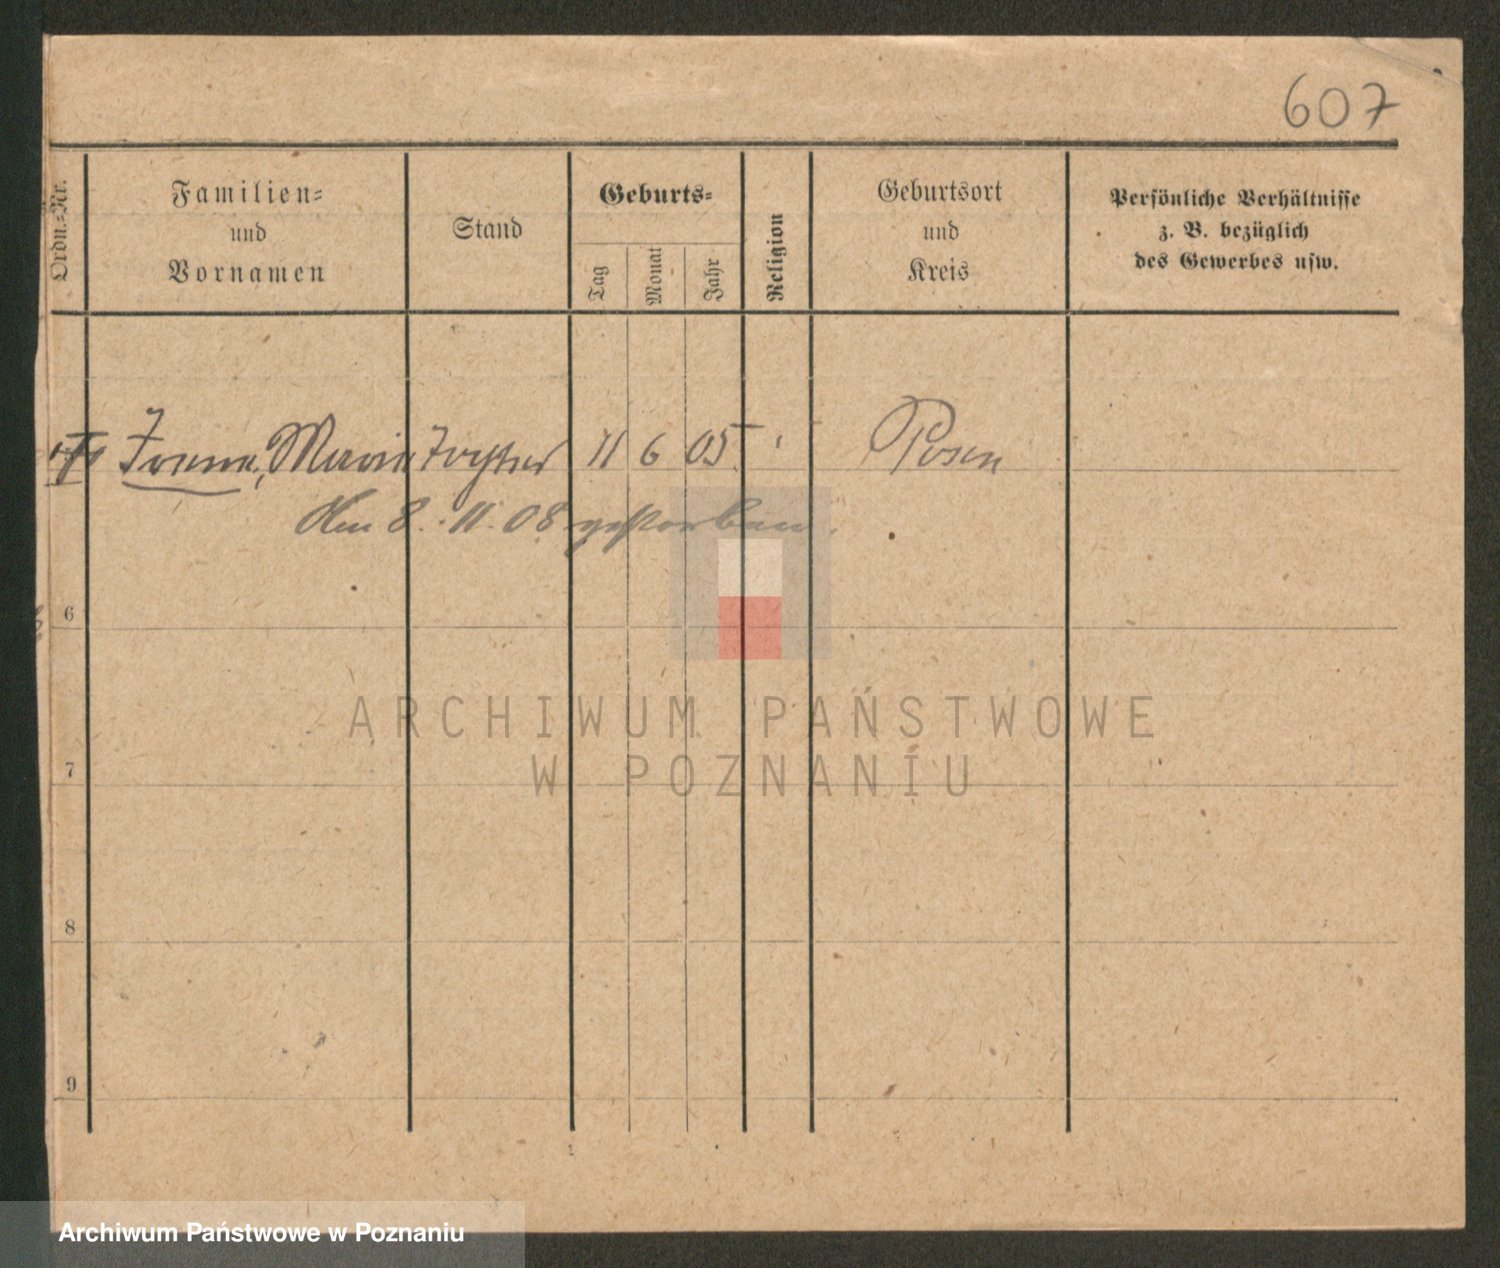 607
Ordn.-Nr.
Familien-
und
Vornamen
Stand
Geburts-
Tag
Monat
Jahr
Religion
Geburtsort
und
Kreis
Persönliche Verhältnisse
z. B. bezüglich
des Gewerbes usw.
Irene, Marie Tochter 11 6 05 Posen
Am 8. 11. 08 gestorben.
6
7
8
9
ARCHIWUM PAŃSTWOWE
W POZNANIU
Archiwum Państwowe w Poznaniu